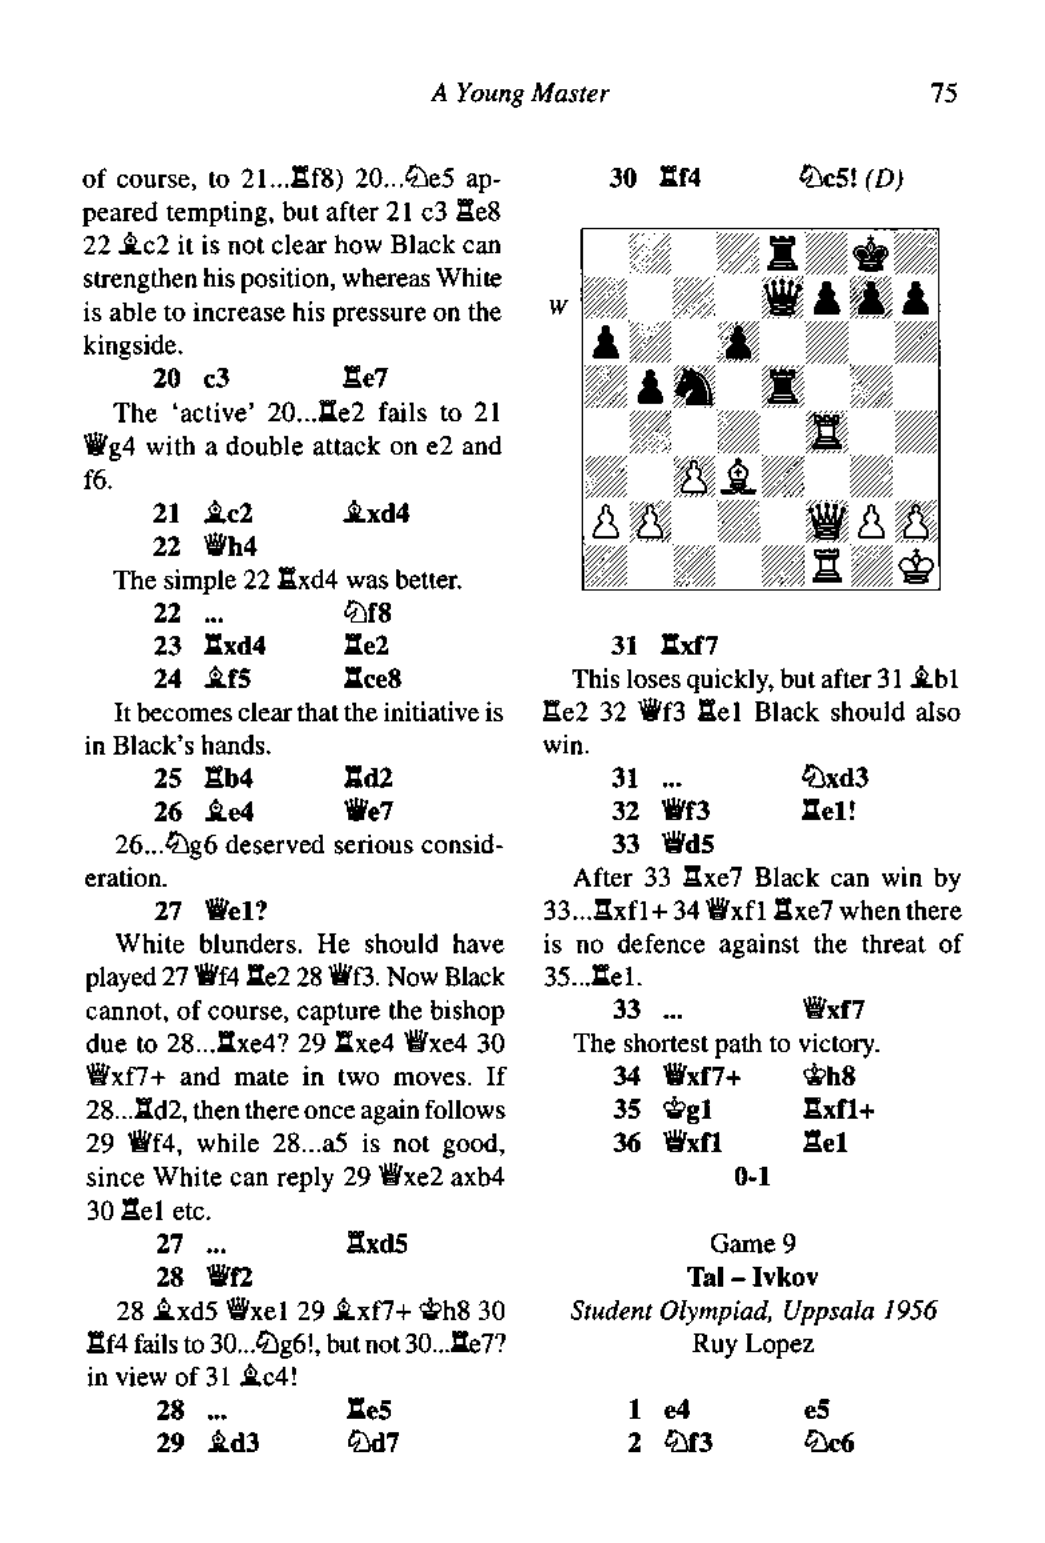 A Young Master
75
of course, to 21...♖f8) 20...♘e5 ap-
peared tempting, but after 21 c3 ♖e8
22 ♗c2 it is not clear how Black can
strengthen his position, whereas White
is able to increase his pressure on the
kingside.
20 c3 ♖e7
The ‘active’ 20...♖e2 fails to 21
♕g4 with a double attack on e2 and
f6.
21 ♗c2 ♗xd4
22 ♕h4
The simple 22 ♖xd4 was better.
22 ... ♘f8
23 ♖xd4 ♖e2
24 ♗f5 ♖ce8
It becomes clear that the initiative is
in Black's hands.
25 ♖b4 ♖d2
26 ♗e4 ♕e7
26...♘g6 deserved serious consid-
eration.
27 ♕e1?
White blunders. He should have
played 27 ♕f4 ♖e2 28 ♕f3. Now Black
cannot, of course, capture the bishop
due to 28...♖xe4? 29 ♖xe4 ♕xe4 30
♕xf7+ and mate in two moves. If
28...♖d2, then there once again follows
29 ♕f4, while 28...a5 is not good,
since White can reply 29 ♕xe2 axb4
30 ♖e1 etc.
27 ... ♖xd5
28 ♕f2
28 ♗xd5 ♕xe1 29 ♗xf7+ ♔h8 30
♖f4 fails to 30...♘g6!, but not 30...♖e7?
in view of 31 ♗c4!
28 ... ♖e5
29 ♗d3 ♘d7
30 ♖f4 ♘c5! (D)
W
31 ♖xf7
This loses quickly, but after 31 ♗b1
♖e2 32 ♕f3 ♖e1 Black should also
win.
31 ... ♘xd3
32 ♕f3 ♖e1!
33 ♕d5
After 33 ♖xe7 Black can win by
33...♖xf1+ 34 ♕xf1 ♖xe7 when there
is no defence against the threat of
35...♖e1.
33 ... ♕xf7
The shortest path to victory.
34 ♕xf7+ ♔h8
35 ♔g1 ♖xf1+
36 ♕xf1 ♖e1
0-1
Game 9
Tal – Ivkov
Student Olympiad, Uppsala 1956
Ruy Lopez
1 e4 e5
2 ♘f3 ♘c6